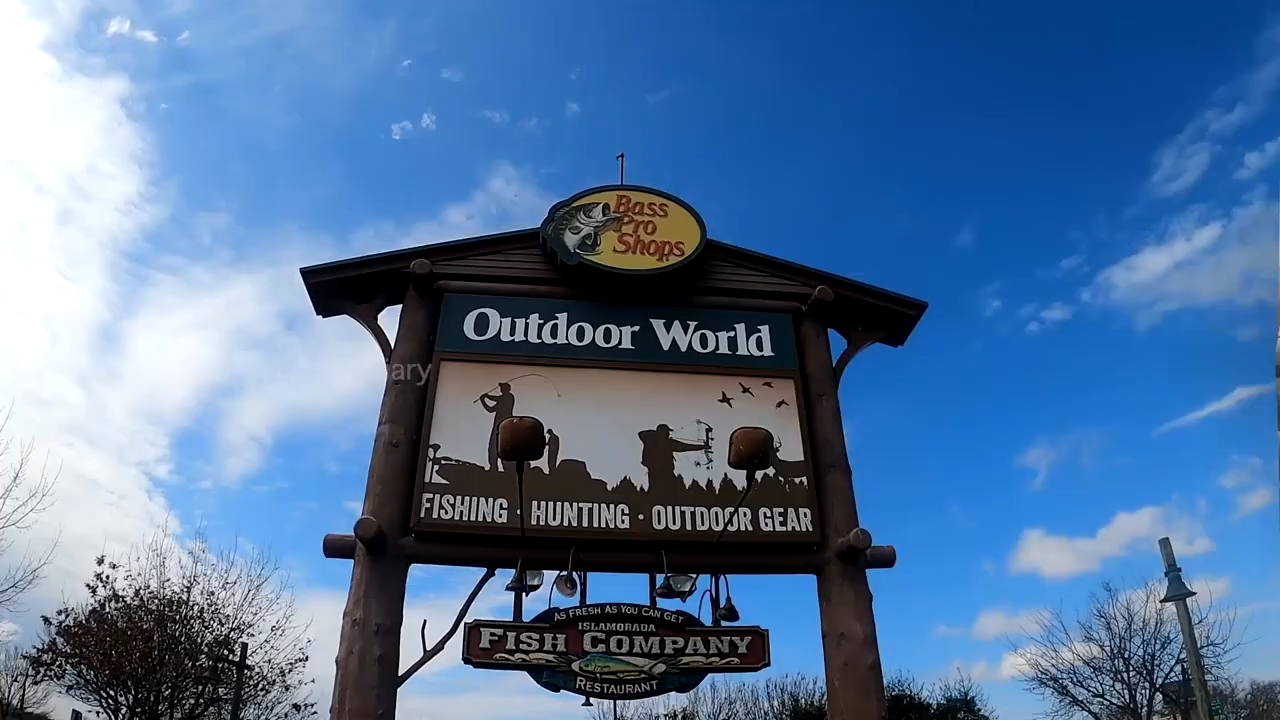 Bass
Pro
Shops
Outdoor World
ary
FISHING · HUNTING · OUTDOOR GEAR
AS FRESH AS YOU CAN GET
ISLAMORADA
FISH COMPANY
RESTAURANT